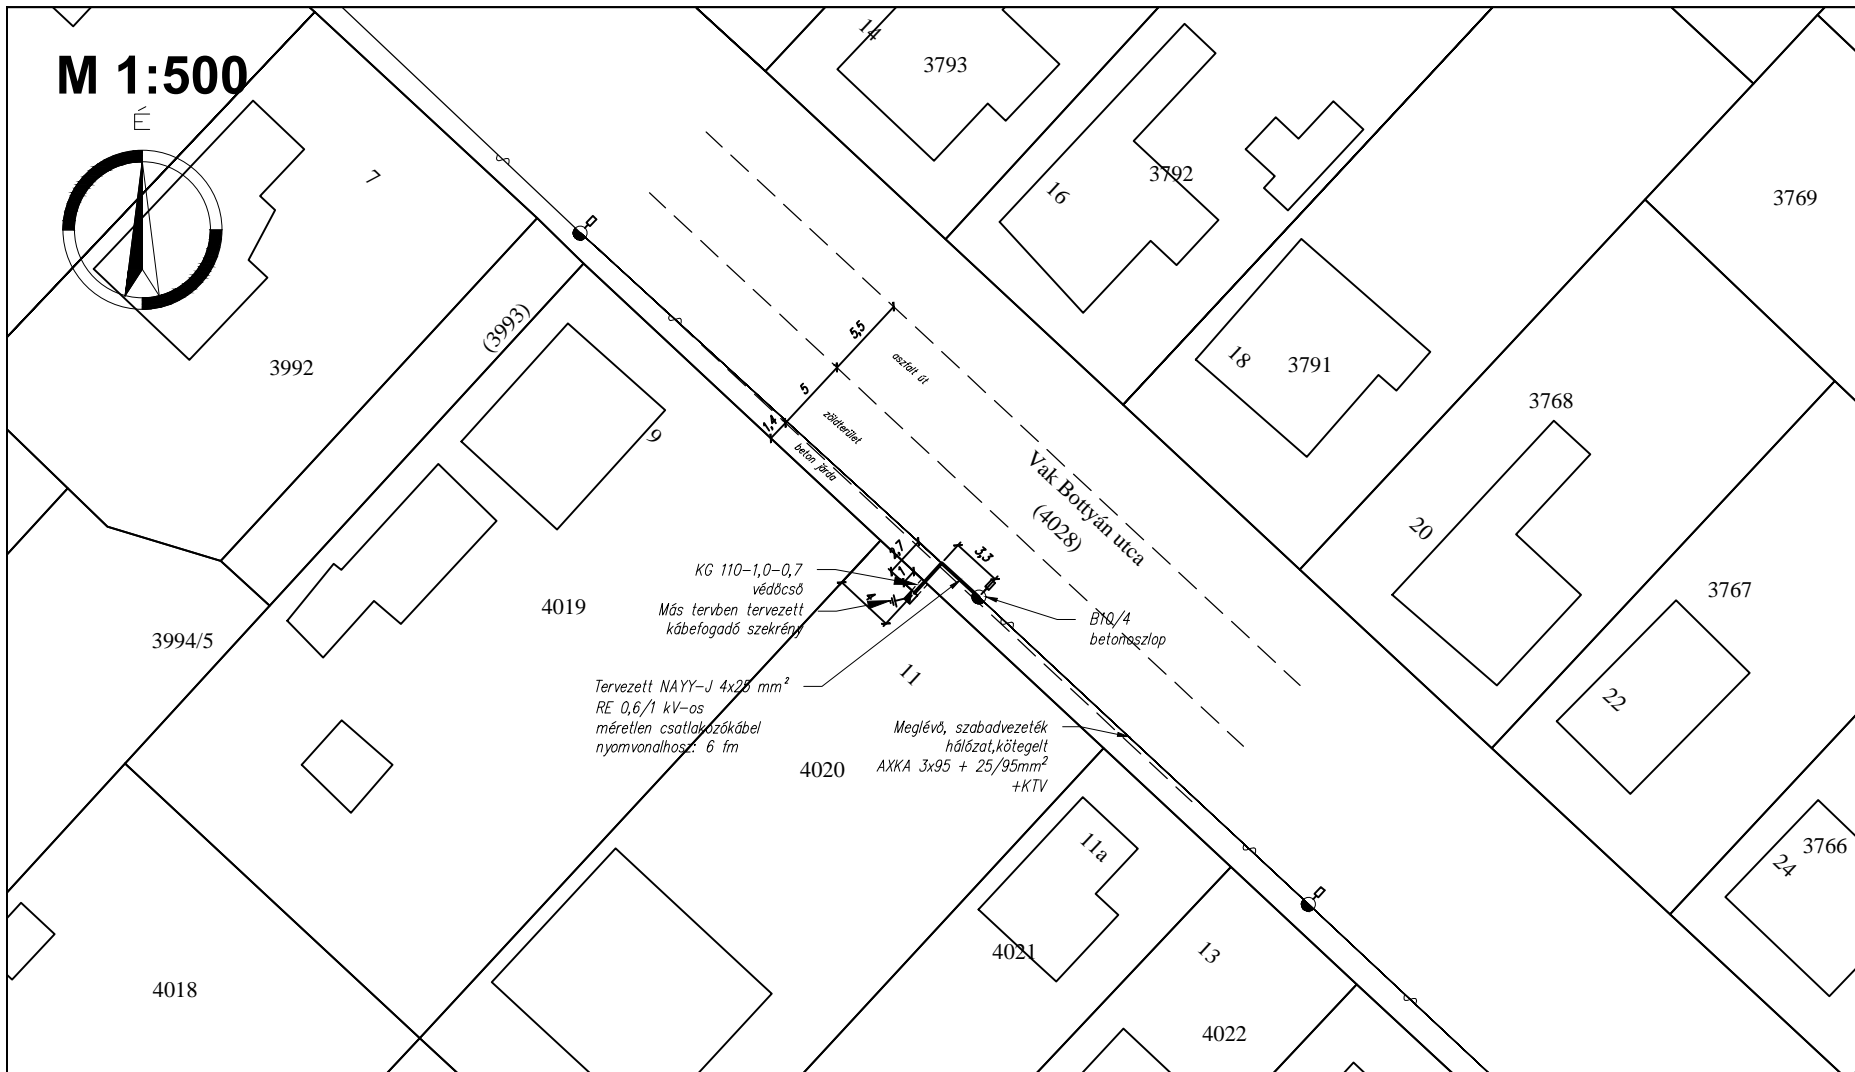 M 1:500
É
14
3793
3792
16
3769
7
(3993)
3992
5,5
aszfalt út
5
zöldterület
1,4
beton járda
18
3791
3768
9
Vak Bottyán utca
(4028)
20
2,7
3,3
1
4
KG 110-1,0-0,7
védőcső
Más tervben tervezett
kábefogadó szekrény
B10/4
betonoszlop
4019
3994/5
3767
11
Tervezett NAYY-J 4x25 mm²
RE 0,6/1 kV-os
méretlen csatlakozókábel
nyomvonalhosz: 6 fm
Meglévő, szabadvezeték
hálózat,kötegelt
AXKA 3x95 + 25/95mm²
+KTV
22
4020
11a
3766
24
4021
13
4018
4022